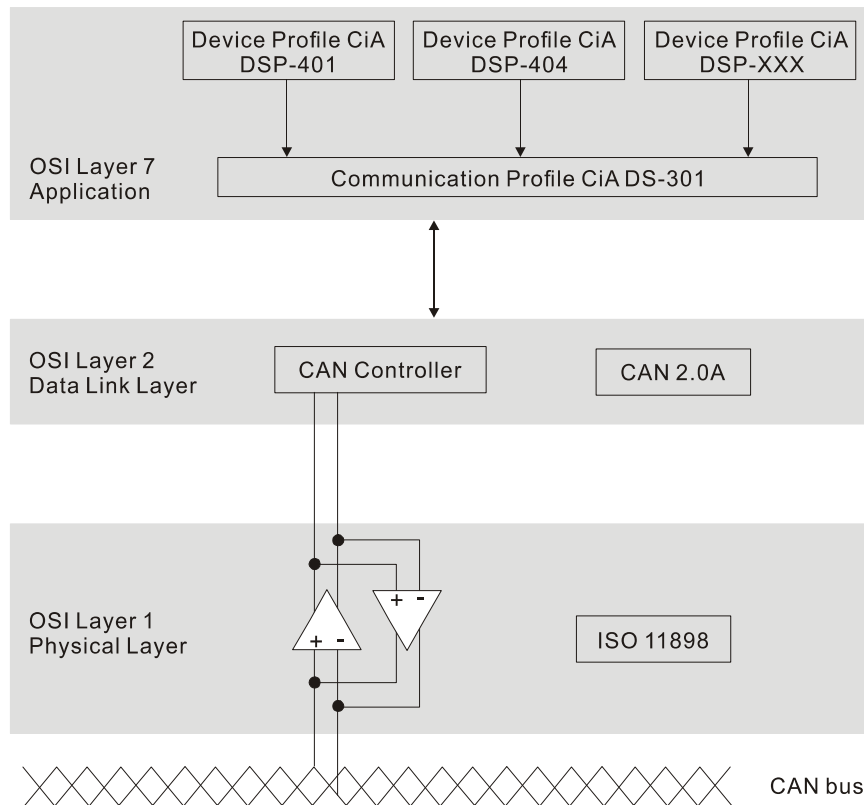 Device Profile CiA
DSP-401
Device Profile CiA
DSP-404
Device Profile CiA
DSP-XXX
OSI Layer 7
Application
Communication Profile CiA DS-301
OSI Layer 2
Data Link Layer
CAN Controller
CAN 2.0A
OSI Layer 1
Physical Layer
+ -
+ -
ISO 11898
CAN bus